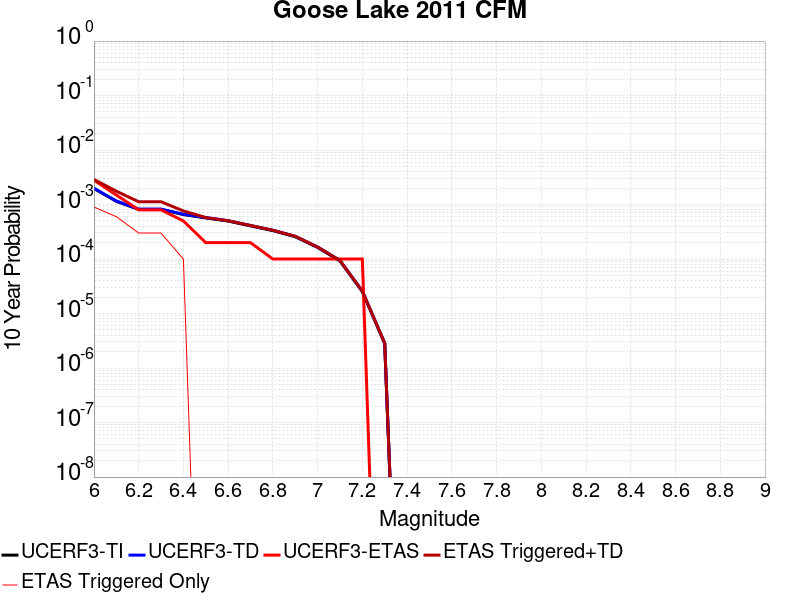 Goose Lake 2011 CFM
10 Year Probability
10^0
10^-1
10^-2
10^-3
10^-4
10^-5
10^-6
10^-7
10^-8
6 6.2 6.4 6.6 6.8 7 7.2 7.4 7.6 7.8 8 8.2 8.4 8.6 8.8 9
Magnitude
UCERF3-TI UCERF3-TD UCERF3-ETAS ETAS Triggered+TD
ETAS Triggered Only